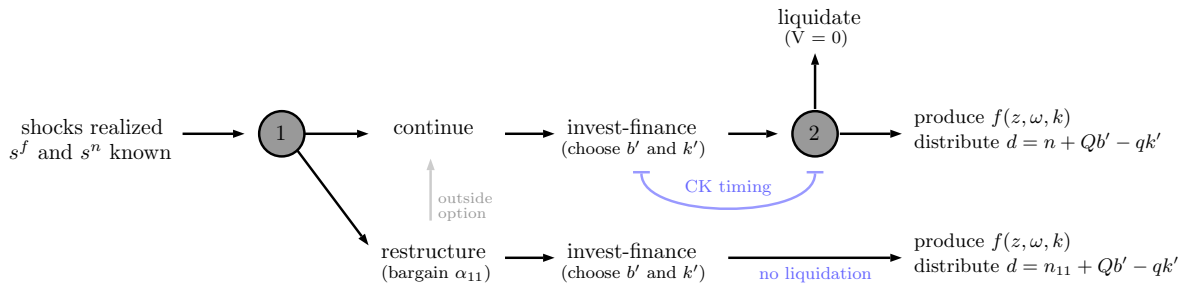 liquidate
(V = 0)
shocks realized
s^f and s^n known
1
continue
invest-finance
(choose b′ and k′)
2
produce f(z, ω, k)
distribute d = n + Qb′ − qk′
CK timing
outside
option
restructure
(bargain α₁₁)
invest-finance
(choose b′ and k′)
no liquidation
produce f(z, ω, k)
distribute d = n₁₁ + Qb′ − qk′